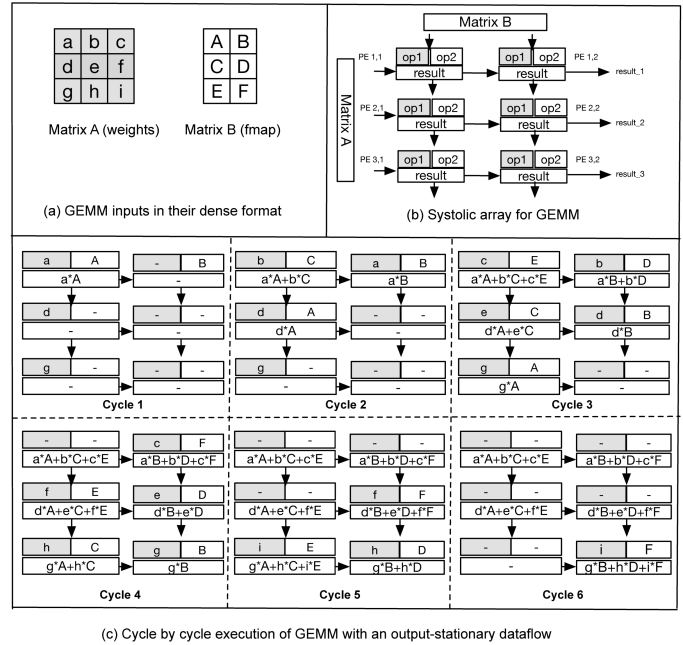 a b c
d e f
g h i
A B
C D
E F
Matrix A (weights)
Matrix B (fmap)
(a) GEMM inputs in their dense format
Matrix B
Matrix A
PE 1,1
op1 op2
op1 op2
PE 1,2
result
result
result_1
PE 2,1
op1 op2
op1 op2
PE 2,2
result
result
result_2
PE 3,1
op1 op2
op1 op2
PE 3,2
result
result
result_3
(b) Systolic array for GEMM
a A - B
a*A -
d - - -
- -
g - - -
- -
Cycle 1
b C a B
a*A+b*C a*B
d A - -
d*A -
g - - -
- -
Cycle 2
c E b D
a*A+b*C+c*E a*B+b*D
e C d B
d*A+e*C d*B
g A - -
g*A -
Cycle 3
- - c F
a*A+b*C+c*E a*B+b*D+c*F
f E e D
d*A+e*C+f*E d*B+e*D
h C g B
g*A+h*C g*B
Cycle 4
- - - -
a*A+b*C+c*E a*B+b*D+c*F
- - f F
d*A+e*C+f*E d*B+e*D+f*F
i E h D
g*A+h*C+i*E g*B+h*D
Cycle 5
- - - -
a*A+b*C+c*E a*B+b*D+c*F
- - - -
d*A+e*C+f*E d*B+e*D+f*F
- - i F
- g*B+h*D+i*F
Cycle 6
(c) Cycle by cycle execution of GEMM with an output-stationary dataflow